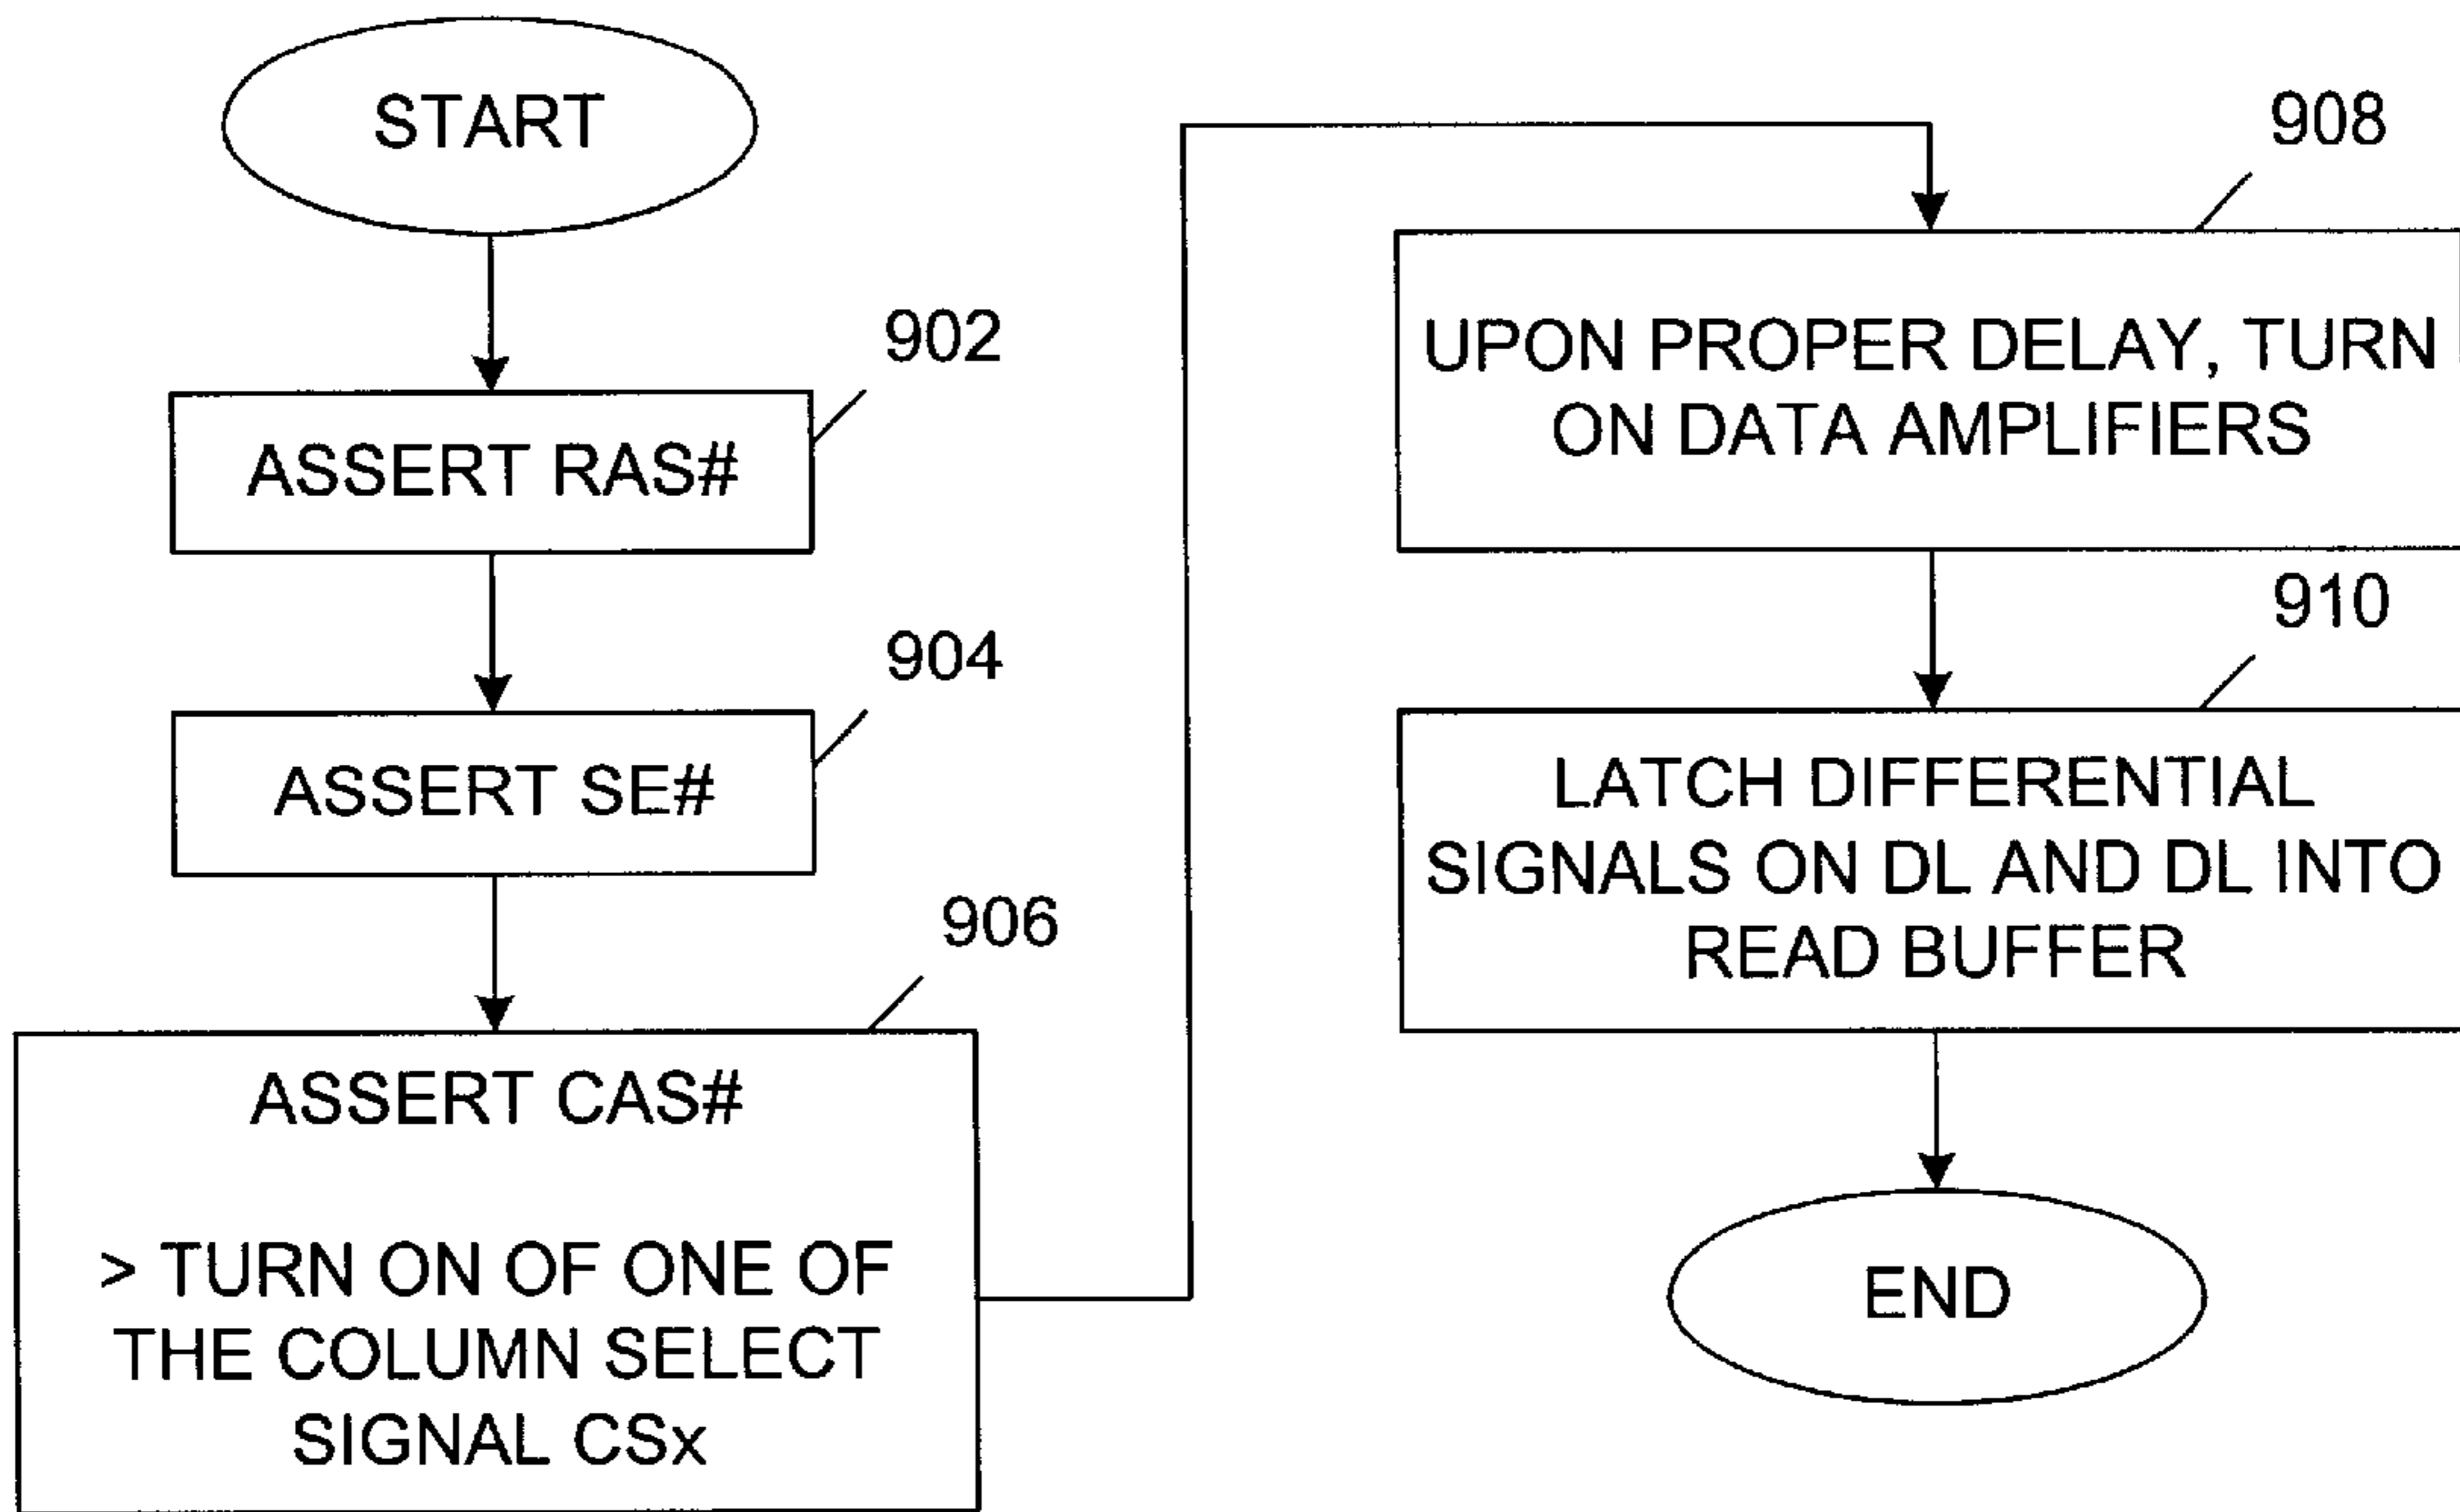 START
902
ASSERT RAS#
904
ASSERT SE#
906
ASSERT CAS#
> TURN ON OF ONE OF
THE COLUMN SELECT
SIGNAL CSx
908
UPON PROPER DELAY, TURN
ON DATA AMPLIFIERS
910
LATCH DIFFERENTIAL
SIGNALS ON DL AND DL INTO
READ BUFFER
END